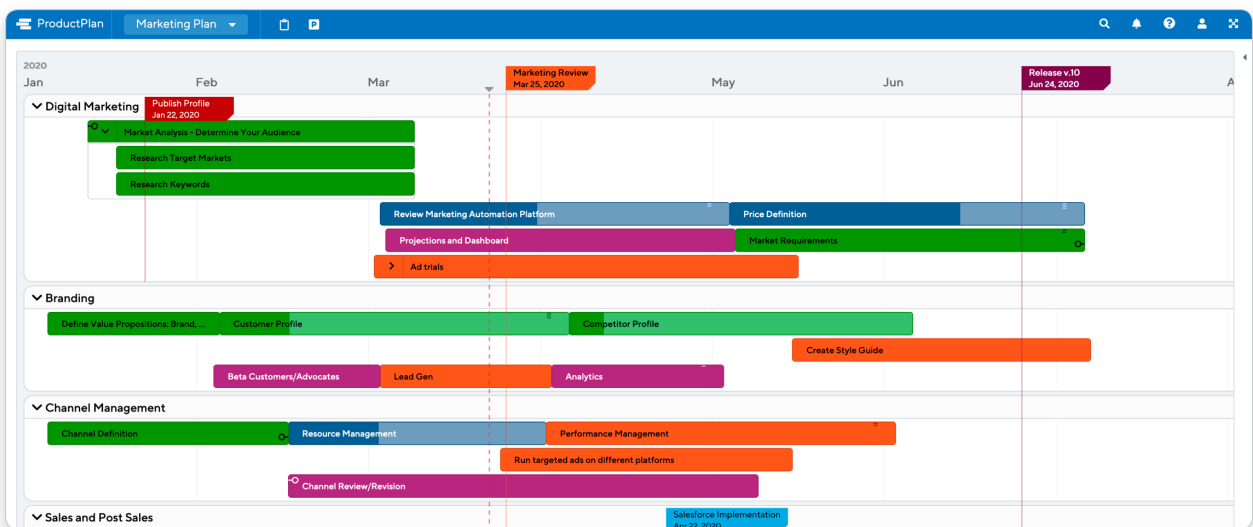 ProductPlan
Marketing Plan
2020
Jan Feb Mar May Jun A
Marketing Review
Mar 25, 2020
Release v.10
Jun 24, 2020
Digital Marketing
Publish Profile
Jan 22, 2020
Market Analysis - Determine Your Audience
Research Target Markets
Research Keywords
Review Marketing Automation Platform
Price Definition
Projections and Dashboard
Market Requirements
Ad trials
Branding
Define Value Propositions: Brand, ...
Customer Profile
Competitor Profile
Create Style Guide
Beta Customers/Advocates
Lead Gen
Analytics
Channel Management
Channel Definition
Resource Management
Performance Management
Run targeted ads on different platforms
Channel Review/Revision
Sales and Post Sales
Salesforce Implementation
Apr 22, 2020